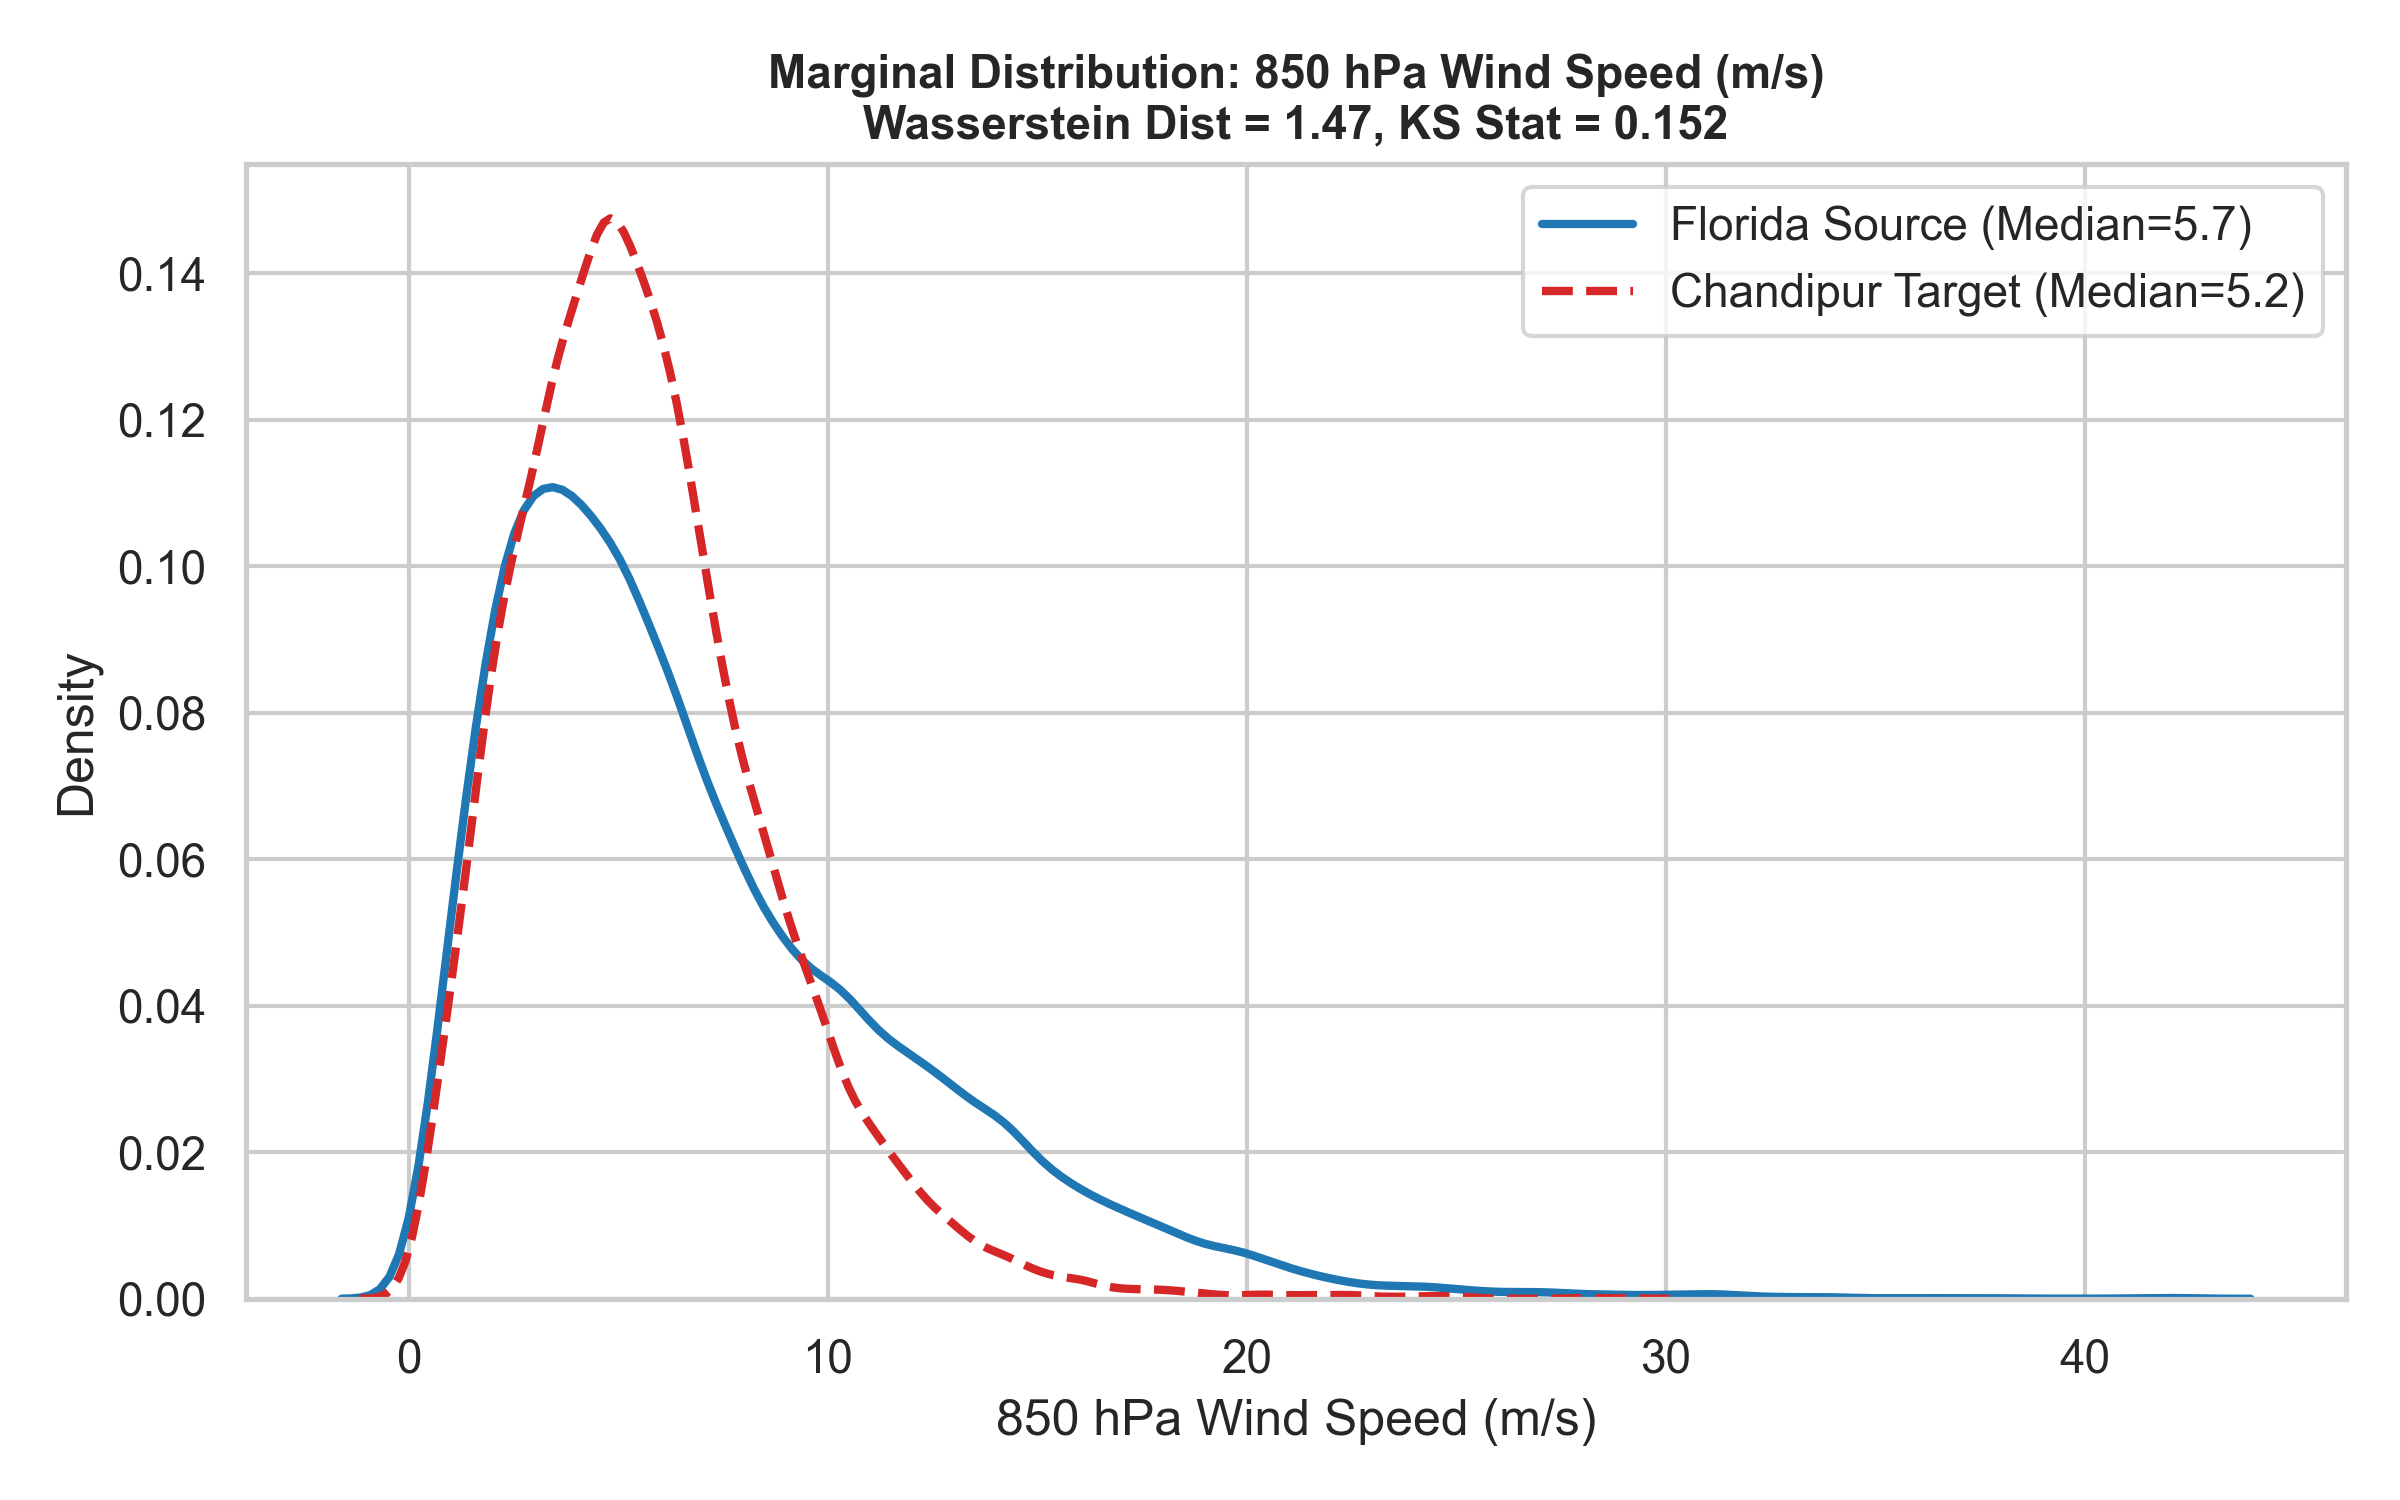 Marginal Distribution: 850 hPa Wind Speed (m/s)
Wasserstein Dist = 1.47, KS Stat = 0.152
Florida Source (Median=5.7)
Chandipur Target (Median=5.2)
Density
0.14
0.12
0.10
0.08
0.06
0.04
0.02
0.00
0 10 20 30 40
850 hPa Wind Speed (m/s)